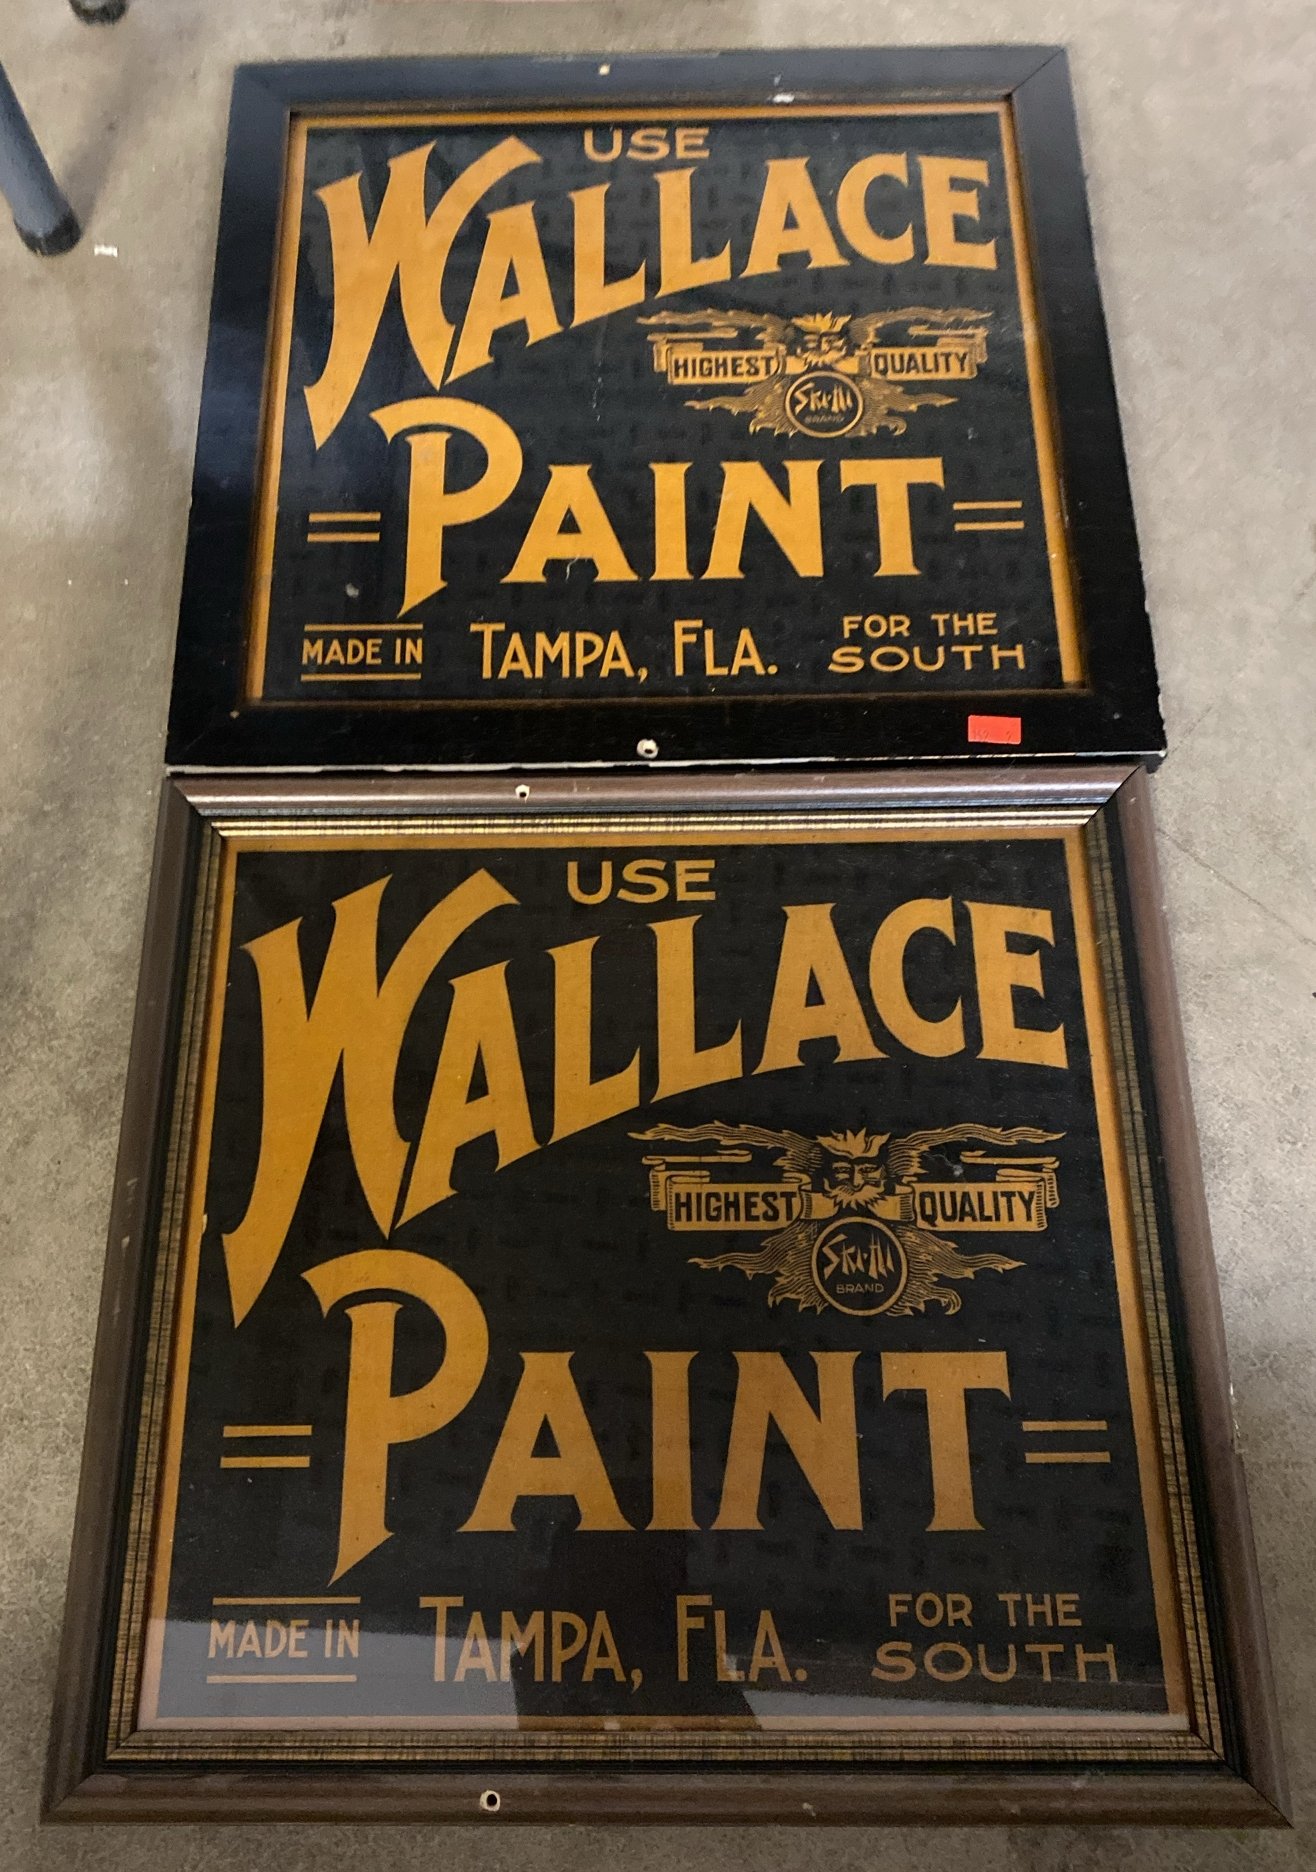 USE
WALLACE
HIGHEST QUALITY
BRAND
PAINT
MADE IN TAMPA, FLA. FOR THE
SOUTH
USE
WALLACE
HIGHEST QUALITY
BRAND
PAINT
MADE IN TAMPA, FLA. FOR THE
SOUTH